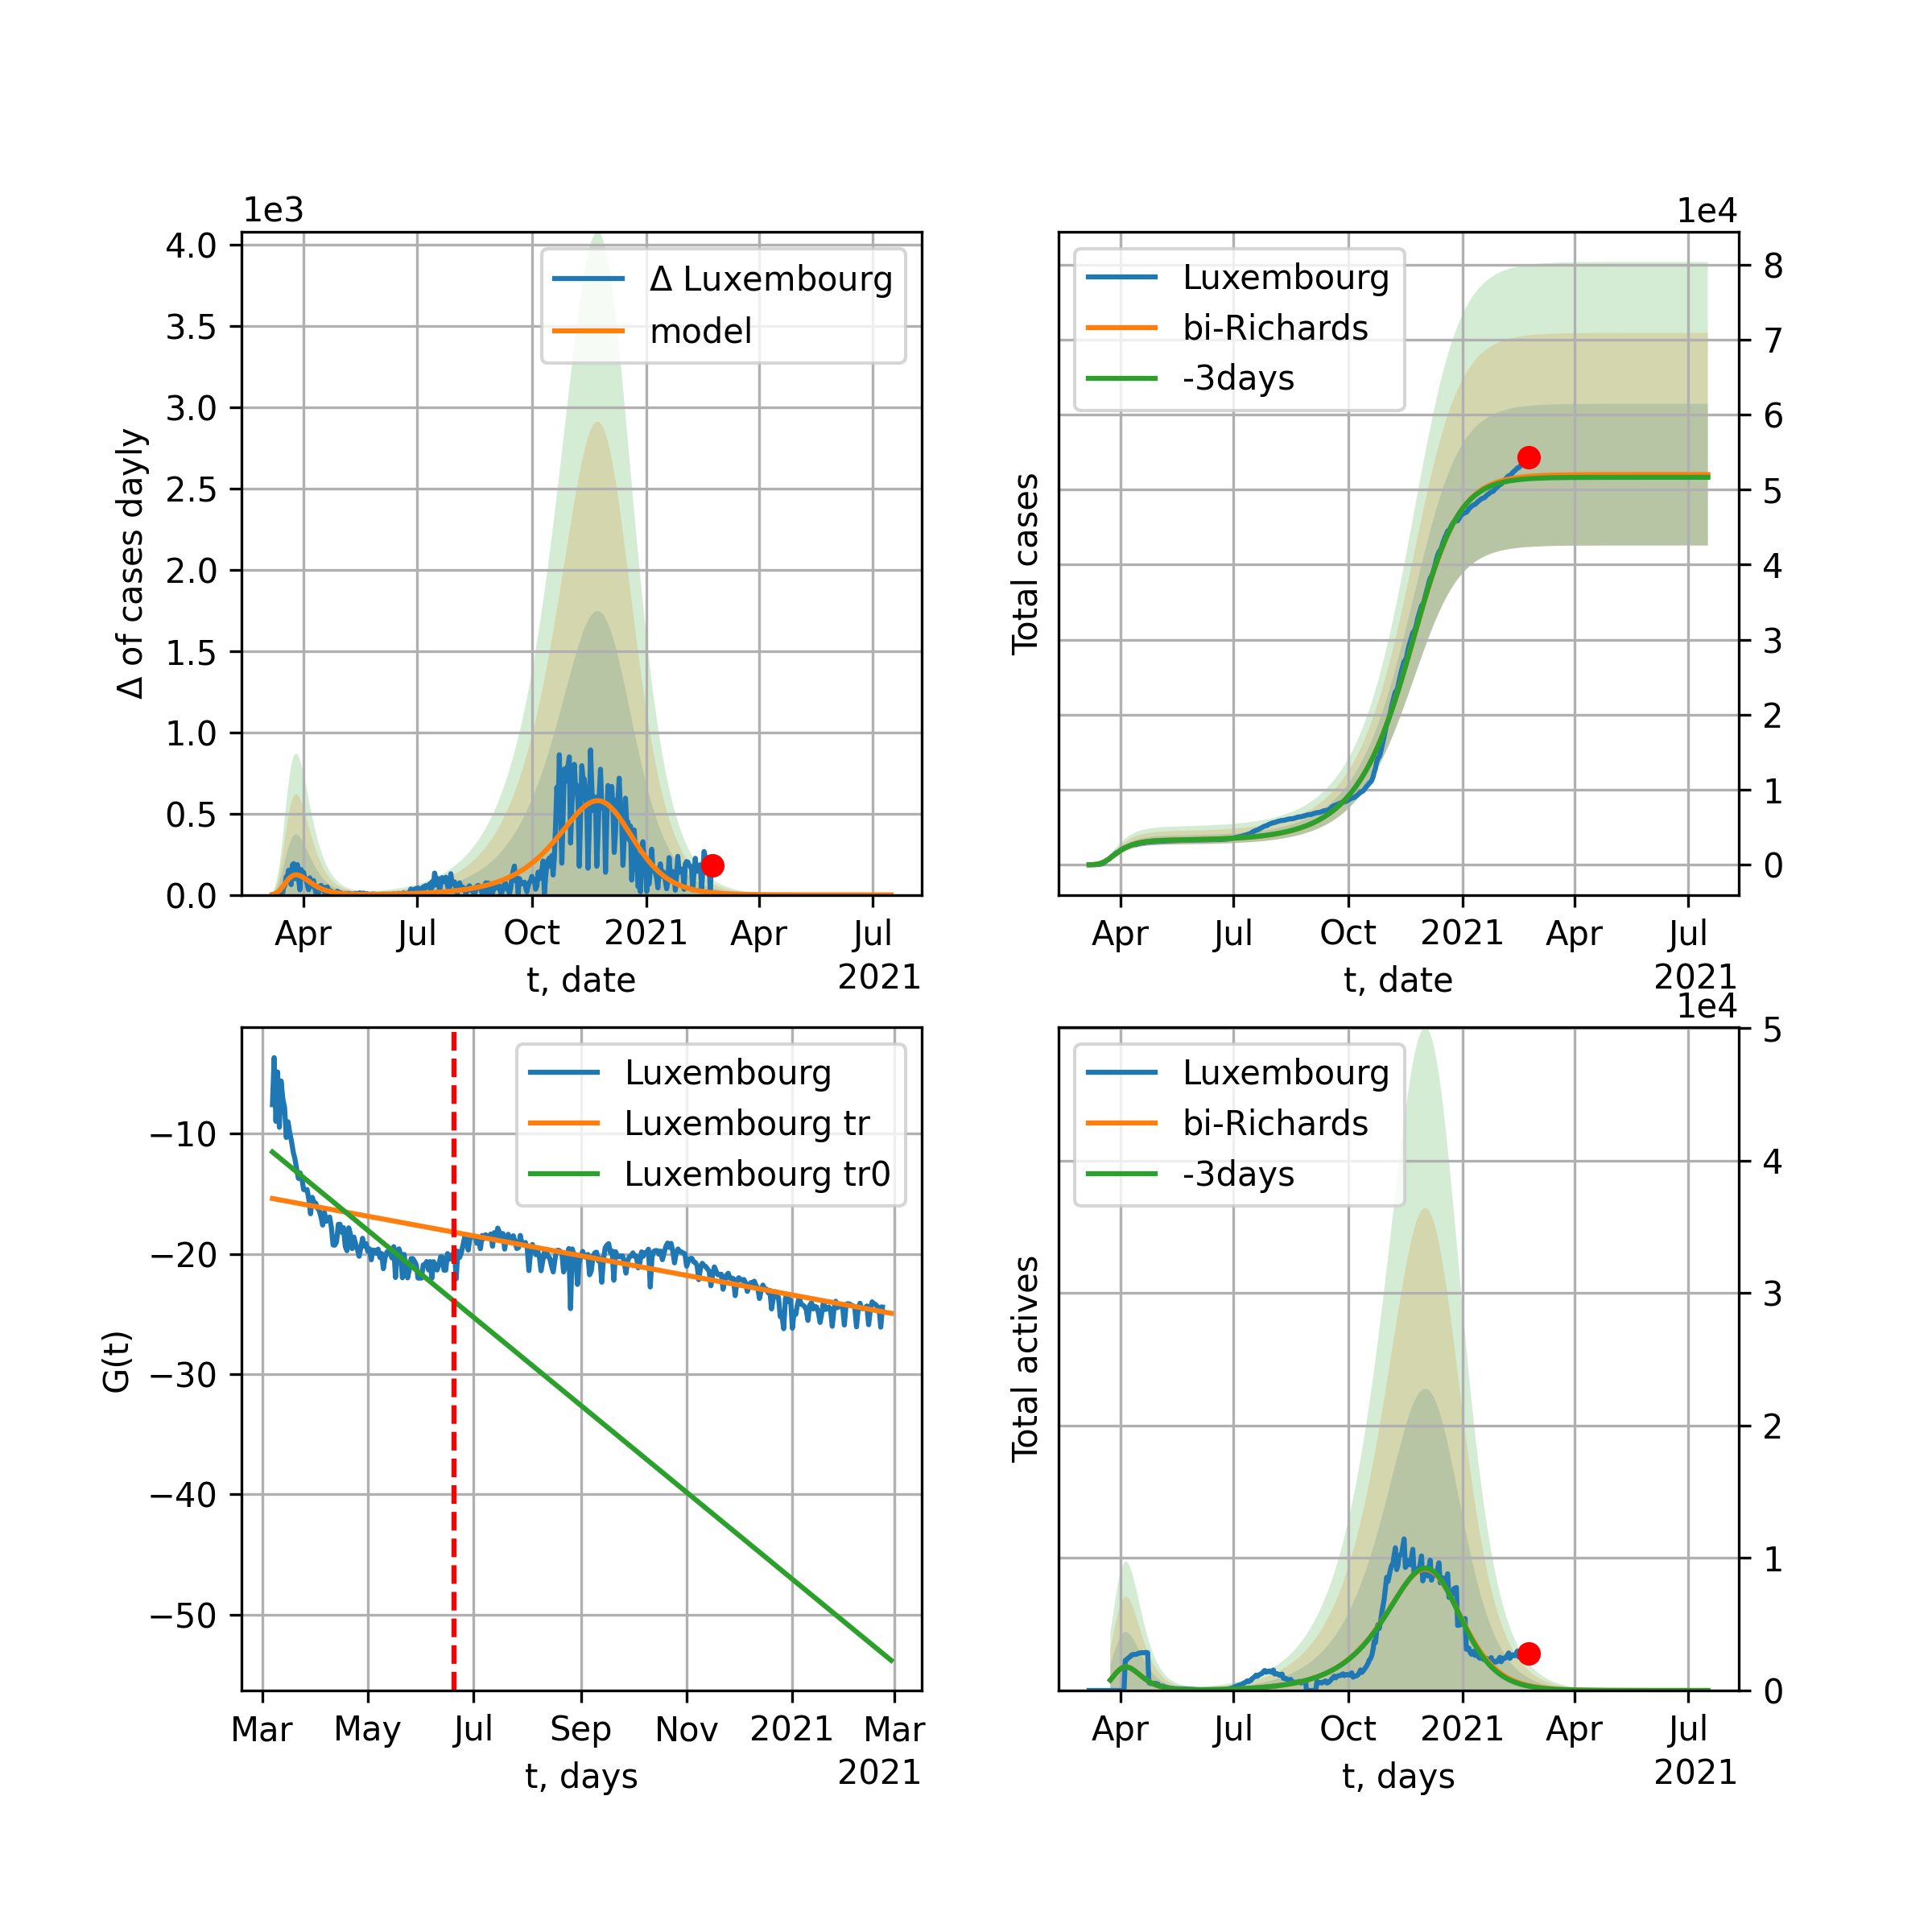 1e3
4.0
3.5
3.0
2.5
2.0
1.5
1.0
0.5
0.0
Δ of cases dayly
Δ Luxembourg
model
Apr Jul Oct 2021 Apr Jul
t, date 2021
1e4
8
7
6
5
4
3
2
1
0
Total cases
Luxembourg
bi-Richards
-3days
Apr Jul Oct 2021 Apr Jul
t, date 2021
−10
−20
−30
−40
−50
G(t)
Luxembourg
Luxembourg tr
Luxembourg tr0
Mar May Jul Sep Nov 2021 Mar
t, days 2021
1e4
5
4
3
2
1
0
Total actives
Luxembourg
bi-Richards
-3days
Apr Jul Oct 2021 Apr Jul
t, days 2021